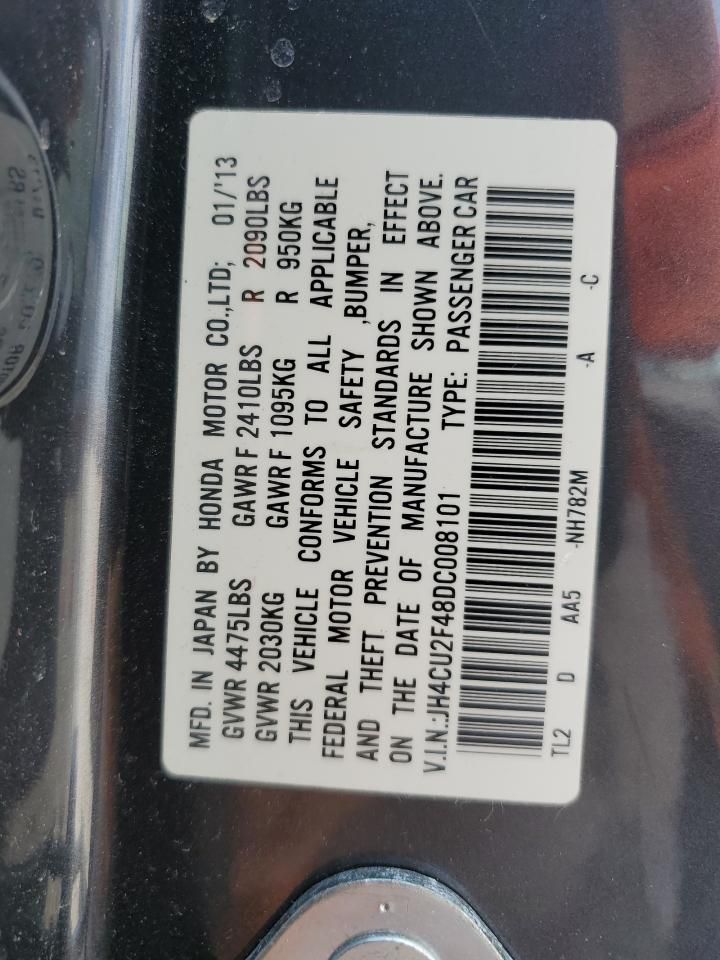 MFD. IN JAPAN BY HONDA MOTOR CO.,LTD; 01/'13
GVWR 4475LBS GAWR F 2410LBS R 2090LBS
GVWR 2030KG GAWR F 1095KG R 950KG
THIS VEHICLE CONFORMS TO ALL APPLICABLE
FEDERAL MOTOR VEHICLE SAFETY ,BUMPER,
AND THEFT PREVENTION STANDARDS IN EFFECT
ON THE DATE OF MANUFACTURE SHOWN ABOVE.
V.I.N.:JH4CU2F48DC008101 TYPE: PASSENGER CAR
TL2 D AA5 -NH782M -A -C